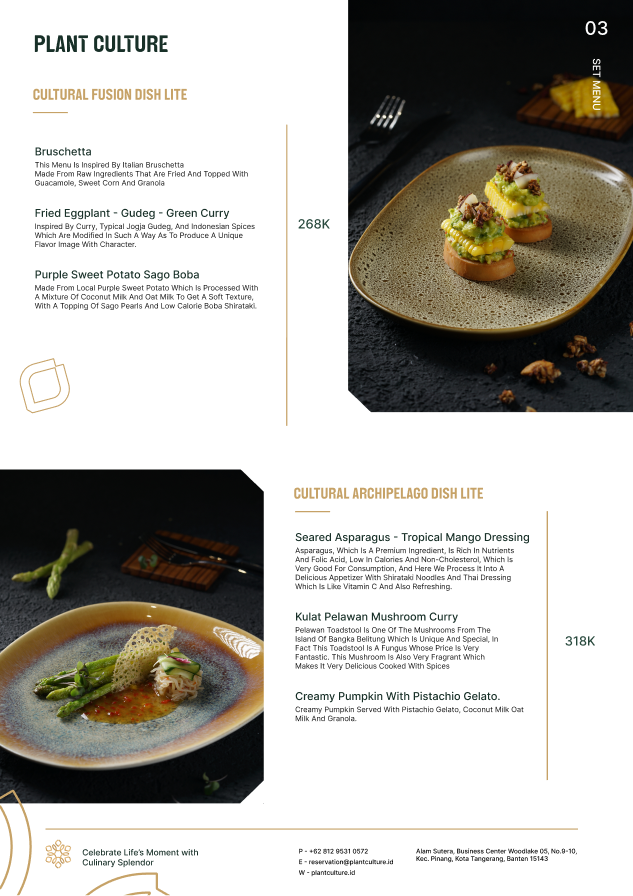 PLANT CULTURE
03
SET MENU
CULTURAL FUSION DISH LITE
Bruschetta
This Menu Is Inspired By Italian Bruschetta
Made From Raw Ingredients That Are Fried And Topped With
Guacamole, Sweet Corn And Granola
Fried Eggplant - Gudeg - Green Curry
Inspired By Curry, Typical Jogja Gudeg, And Indonesian Spices
Which Are Modified In Such A Way As To Produce A Unique
Flavor Image With Character.
268K
Purple Sweet Potato Sago Boba
Made From Local Purple Sweet Potato Which Is Processed With
A Mixture Of Coconut Milk And Oat Milk To Get A Soft Texture,
With A Topping Of Sago Pearls And Low Calorie Boba Shirataki.
CULTURAL ARCHIPELAGO DISH LITE
Seared Asparagus - Tropical Mango Dressing
Asparagus, Which Is A Premium Ingredient, Is Rich In Nutrients
And Folic Acid, Low In Calories And Non-Cholesterol, Which Is
Very Good For Consumption, And Here We Process It Into A
Delicious Appetizer With Shirataki Noodles And Thai Dressing
Which Is Like Vitamin C And Also Refreshing.
Kulat Pelawan Mushroom Curry
Pelawan Toadstool Is One Of The Mushrooms From The
Island Of Bangka Belitung Which Is Unique And Special, In
Fact This Toadstool Is A Fungus Whose Price Is Very
Fantastic. This Mushroom Is Also Very Fragrant Which
Makes It Very Delicious Cooked With Spices
318K
Creamy Pumpkin With Pistachio Gelato.
Creamy Pumpkin Served With Pistachio Gelato, Coconut Milk Oat
Milk And Granola.
Celebrate Life's Moment with
Culinary Splendor
P - +62 812 9531 0572
E - reservation@plantculture.id
W - plantculture.id
Alam Sutera, Business Center Woodlake 05, No.9-10,
Kec. Pinang, Kota Tangerang, Banten 15143